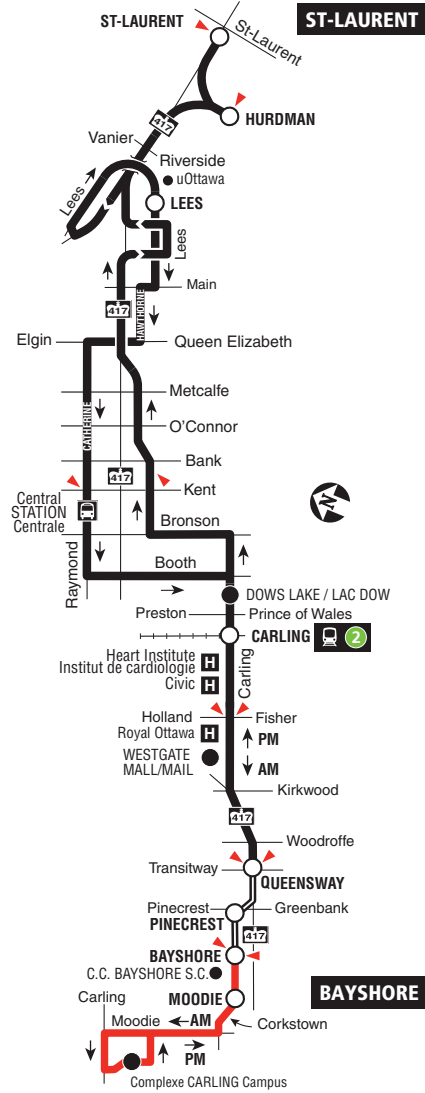 ST-LAURENT
ST-LAURENT
St-Laurent
417
HURDMAN
Vanier
Riverside
uOttawa
Lees
LEES
Lees
Main
417
HAWTHORNE
Elgin
Queen Elizabeth
Metcalfe
CATHERINE
O'Connor
Bank
417
Kent
Central
STATION
Centrale
N
Bronson
Raymond
Booth
DOWS LAKE / LAC DOW
Preston
Prince of Wales
CARLING
2
Heart Institute
Institut de cardiologie
H
Civic
H
Carling
Holland
Fisher
Royal Ottawa
H
PM
WESTGATE
MALL/MAIL
AM
Kirkwood
417
Woodroffe
Transitway
QUEENSWAY
Pinecrest
Greenbank
PINECREST
417
BAYSHORE
C.C. BAYSHORE S.C.
BAYSHORE
Carling
MOODIE
Moodie
AM
Corkstown
PM
Complexe CARLING Campus